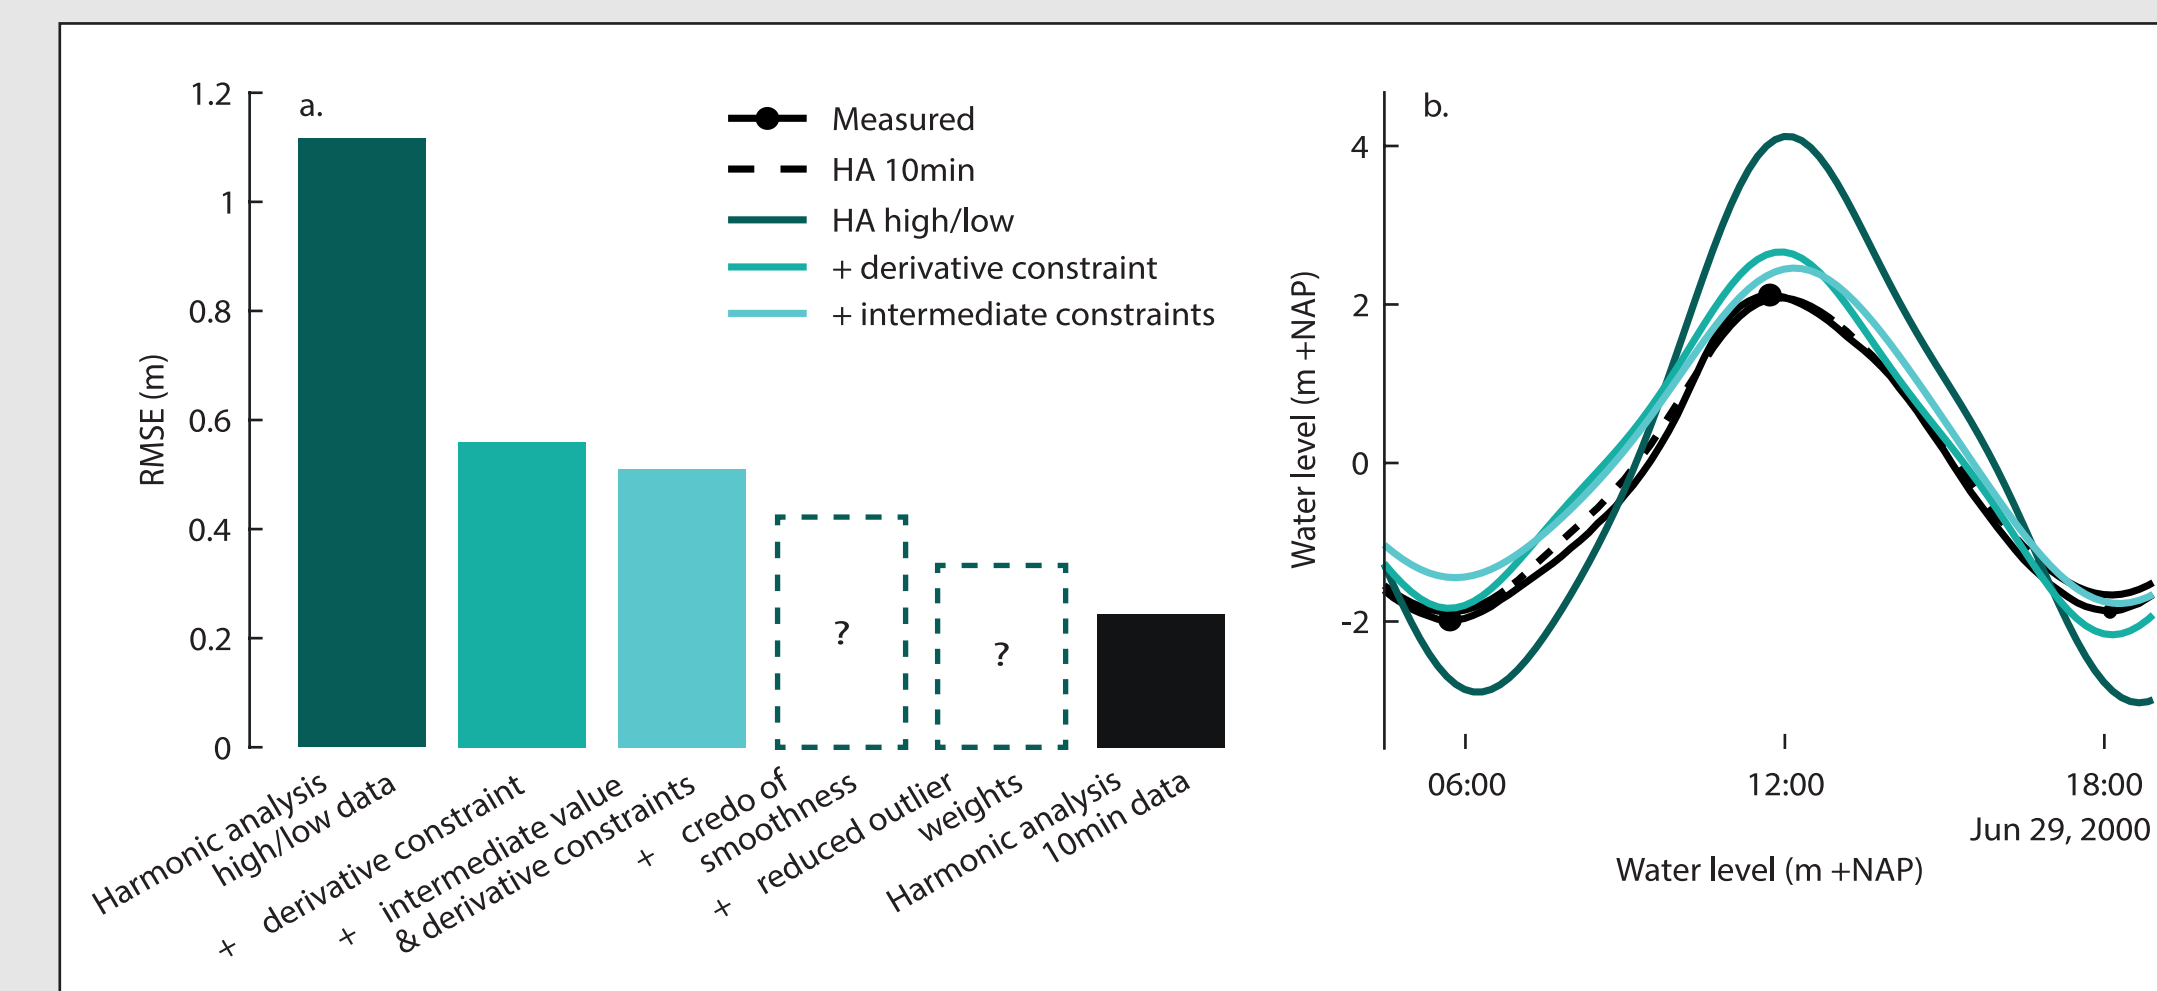 a.
1.2
1
0.8
0.6
0.4
0.2
0
RMSE (m)
Measured
HA 10min
HA high/low
+ derivative constraint
+ intermediate constraints
?
?
Harmonic analysis
high/low data
+ derivative constraint
+ intermediate value
& derivative constraints
+ credo of
smoothness
+ reduced outlier
weights
Harmonic analysis
10min data
b.
4
2
0
-2
Water level (m +NAP)
06:00 12:00 18:00
Jun 29, 2000
Water level (m +NAP)